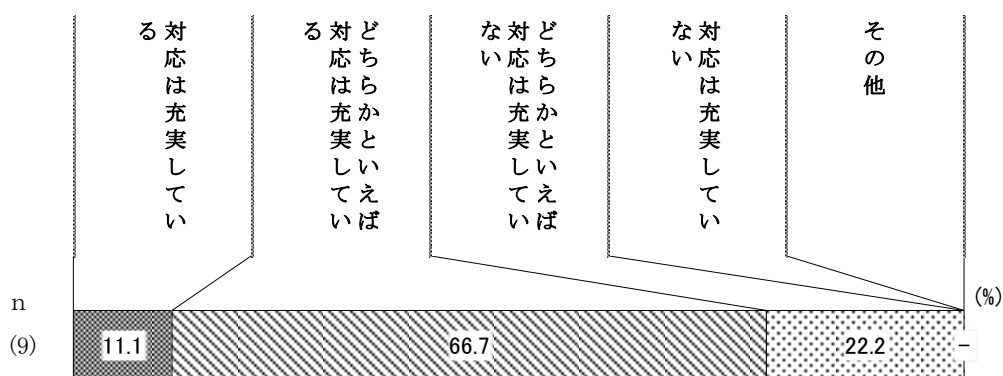 対応は充実してい
る
どちらかといえば
対応は充実してい
る
どちらかといえば
対応は充実してい
ない
対応は充実してい
ない
その他
n
(%)
(9)
11.1
66.7
22.2
−